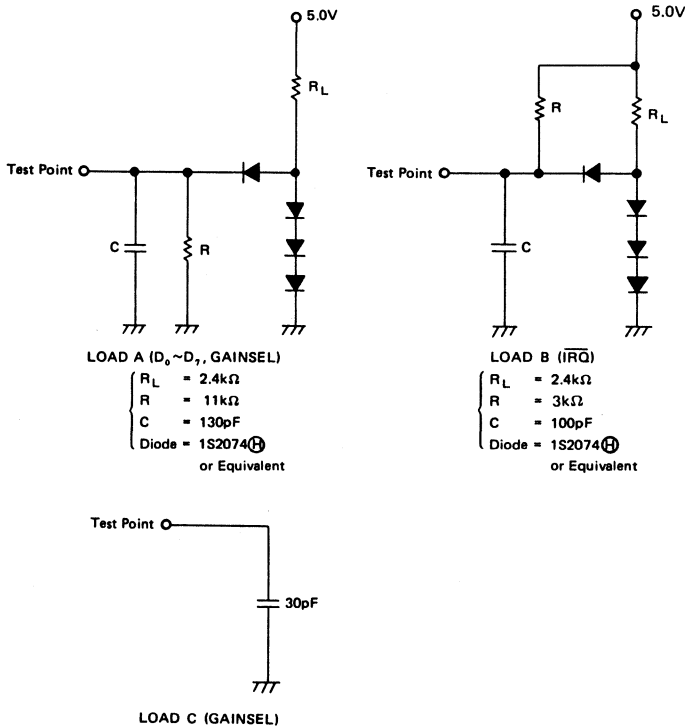 5.0V
R_L
Test Point
C
R
LOAD A (D₀~D₇, GAINSEL)
R_L = 2.4kΩ
R = 11kΩ
C = 130pF
Diode = 1S2074Ⓗ
or Equivalent
5.0V
R
R_L
Test Point
C
LOAD B (I̅R̅Q̅)
R_L = 2.4kΩ
R = 3kΩ
C = 100pF
Diode = 1S2074Ⓗ
or Equivalent
Test Point
30pF
LOAD C (GAINSEL)